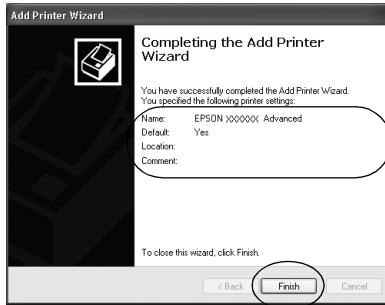 Add Printer Wizard
Completing the Add Printer
Wizard
You have successfully completed the Add Printer Wizard.
You specified the following printer settings:
Name: EPSON XXXXXX Advanced
Default: Yes
Location:
Comment:
To close this wizard, click Finish.
< Back Finish Cancel